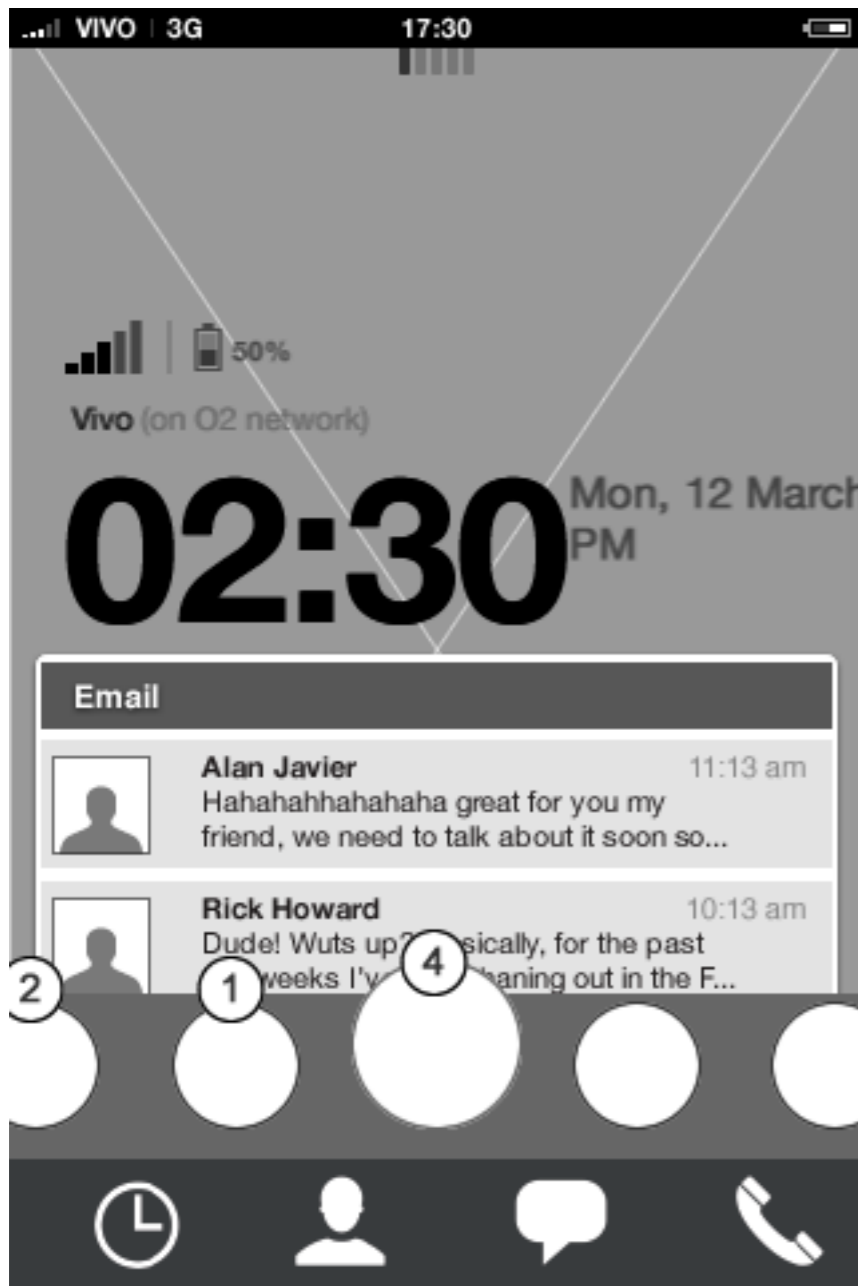 VIVO 3G 17:30
50%
Vivo (on O2 network)
02:30
Mon, 12 March
PM
Email
Alan Javier 11:13 am
Hahahahhahahaha great for you my
friend, we need to talk about it soon so...
Rick Howard 10:13 am
Dude! Wuts up? sically, for the past
weeks I'v haning out in the F...
2 1 4